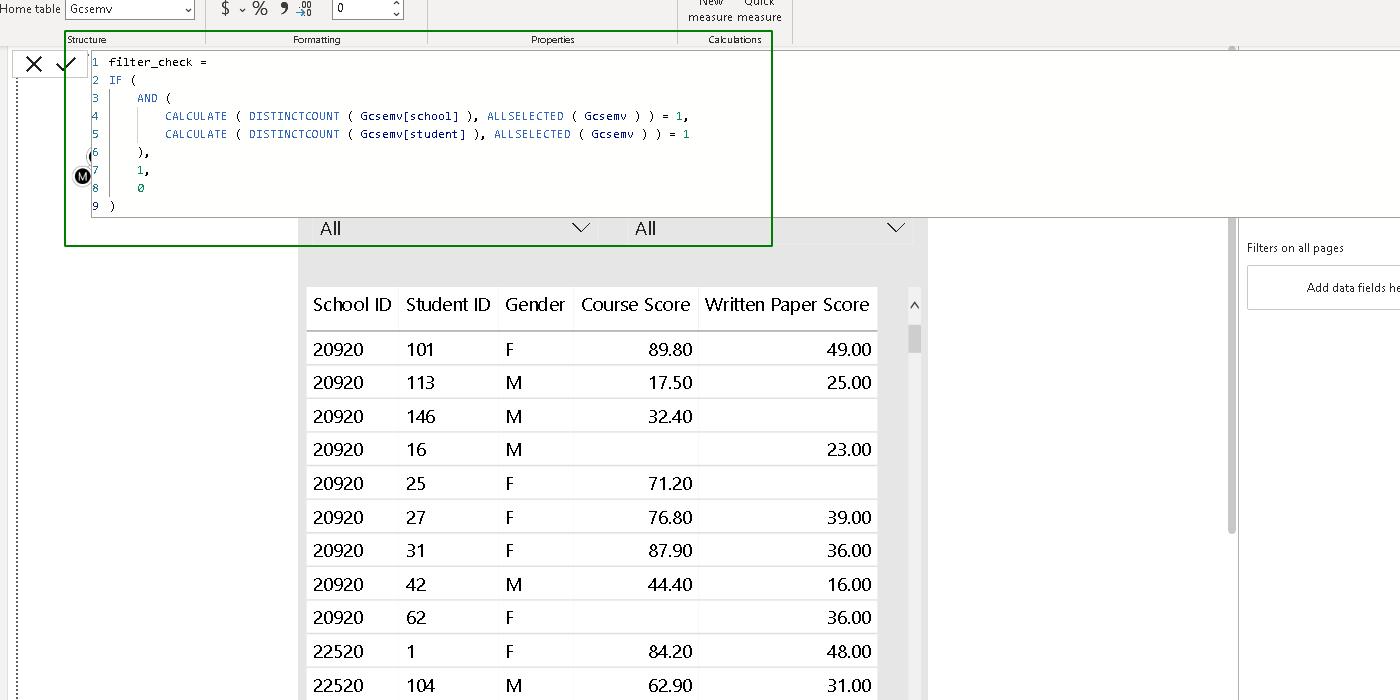 New Quick
Home table Gcsemv $ % 0 measure measure
Structure Formatting Properties Calculations
1 filter_check =
2 IF (
3 AND (
4 CALCULATE ( DISTINCTCOUNT ( Gcsemv[school] ), ALLSELECTED ( Gcsemv ) ) = 1,
5 CALCULATE ( DISTINCTCOUNT ( Gcsemv[student] ), ALLSELECTED ( Gcsemv ) ) = 1
6 ),
7 1,
M
8 0
9 )
All All
Filters on all pages
Add data fields he
School ID Student ID Gender Course Score Written Paper Score
20920 101 F 89.80 49.00
20920 113 M 17.50 25.00
20920 146 M 32.40
20920 16 M 23.00
20920 25 F 71.20
20920 27 F 76.80 39.00
20920 31 F 87.90 36.00
20920 42 M 44.40 16.00
20920 62 F 36.00
22520 1 F 84.20 48.00
22520 104 M 62.90 31.00